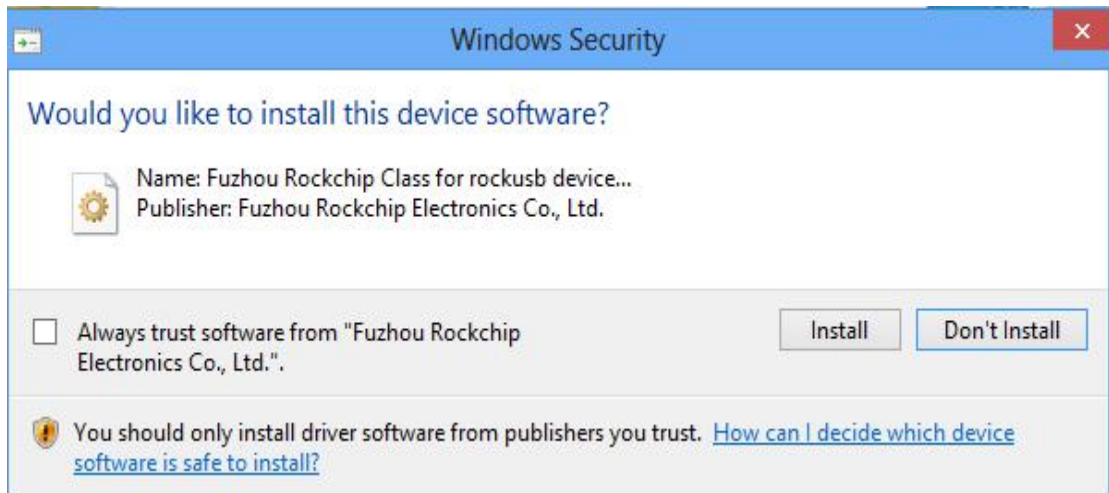 Windows Security
Would you like to install this device software?
Name: Fuzhou Rockchip Class for rockusb device...
Publisher: Fuzhou Rockchip Electronics Co., Ltd.
Always trust software from "Fuzhou Rockchip
Electronics Co., Ltd.".
Install
Don't Install
You should only install driver software from publishers you trust. How can I decide which device
software is safe to install?